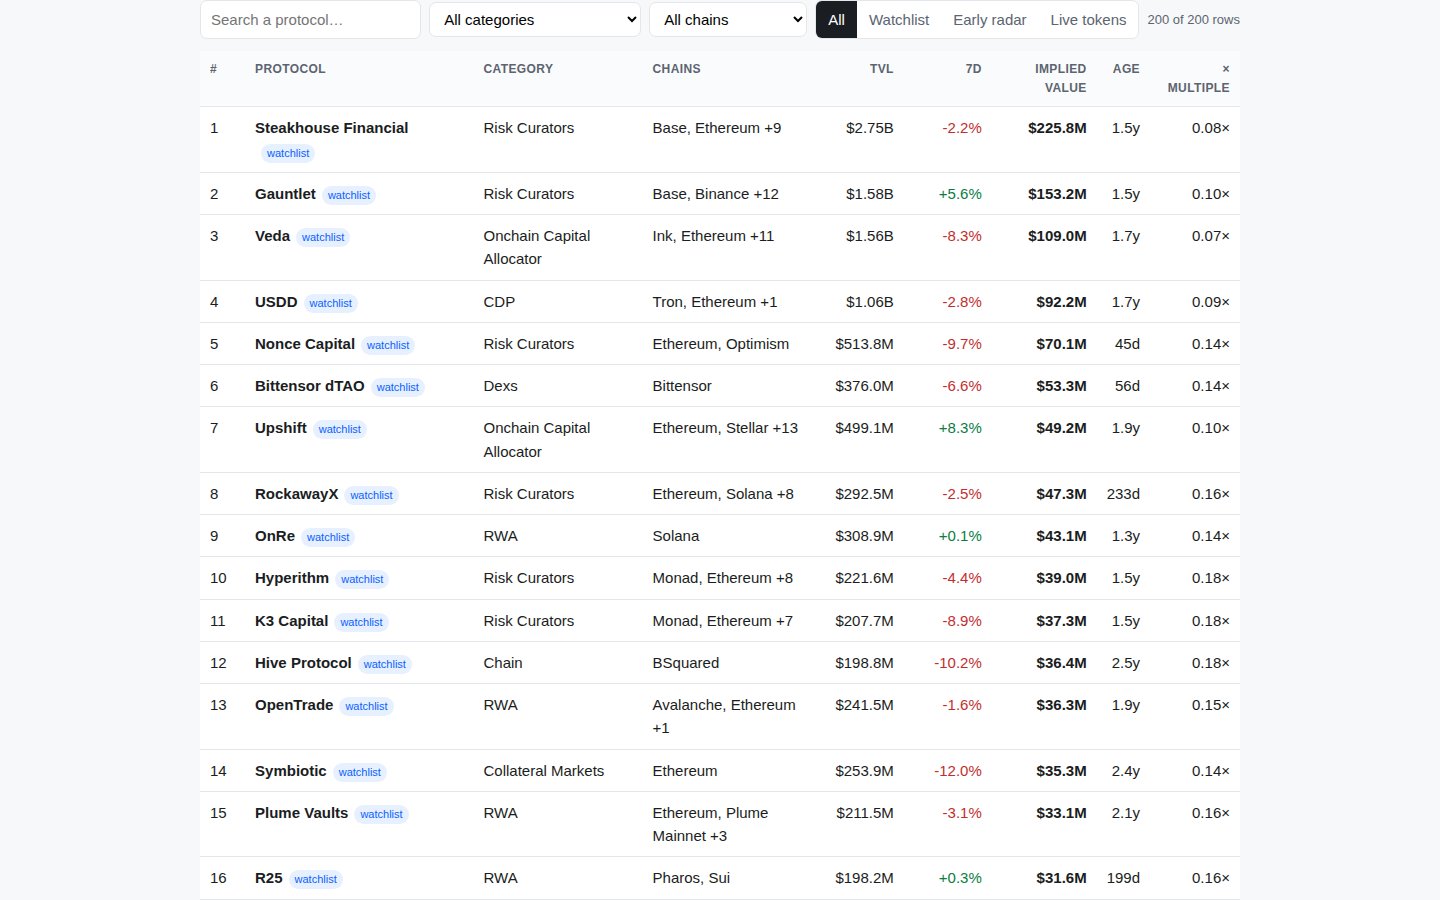 Search a protocol… All categories All chains All Watchlist Early radar Live tokens 200 of 200 rows
# PROTOCOL CATEGORY CHAINS TVL 7D IMPLIED VALUE AGE × MULTIPLE
1 Steakhouse Financial watchlist Risk Curators Base, Ethereum +9 $2.75B -2.2% $225.8M 1.5y 0.08×
2 Gauntlet watchlist Risk Curators Base, Binance +12 $1.58B +5.6% $153.2M 1.5y 0.10×
3 Veda watchlist Onchain Capital Allocator Ink, Ethereum +11 $1.56B -8.3% $109.0M 1.7y 0.07×
4 USDD watchlist CDP Tron, Ethereum +1 $1.06B -2.8% $92.2M 1.7y 0.09×
5 Nonce Capital watchlist Risk Curators Ethereum, Optimism $513.8M -9.7% $70.1M 45d 0.14×
6 Bittensor dTAO watchlist Dexs Bittensor $376.0M -6.6% $53.3M 56d 0.14×
7 Upshift watchlist Onchain Capital Allocator Ethereum, Stellar +13 $499.1M +8.3% $49.2M 1.9y 0.10×
8 RockawayX watchlist Risk Curators Ethereum, Solana +8 $292.5M -2.5% $47.3M 233d 0.16×
9 OnRe watchlist RWA Solana $308.9M +0.1% $43.1M 1.3y 0.14×
10 Hyperithm watchlist Risk Curators Monad, Ethereum +8 $221.6M -4.4% $39.0M 1.5y 0.18×
11 K3 Capital watchlist Risk Curators Monad, Ethereum +7 $207.7M -8.9% $37.3M 1.5y 0.18×
12 Hive Protocol watchlist Chain BSquared $198.8M -10.2% $36.4M 2.5y 0.18×
13 OpenTrade watchlist RWA Avalanche, Ethereum +1 $241.5M -1.6% $36.3M 1.9y 0.15×
14 Symbiotic watchlist Collateral Markets Ethereum $253.9M -12.0% $35.3M 2.4y 0.14×
15 Plume Vaults watchlist RWA Ethereum, Plume Mainnet +3 $211.5M -3.1% $33.1M 2.1y 0.16×
16 R25 watchlist RWA Pharos, Sui $198.2M +0.3% $31.6M 199d 0.16×